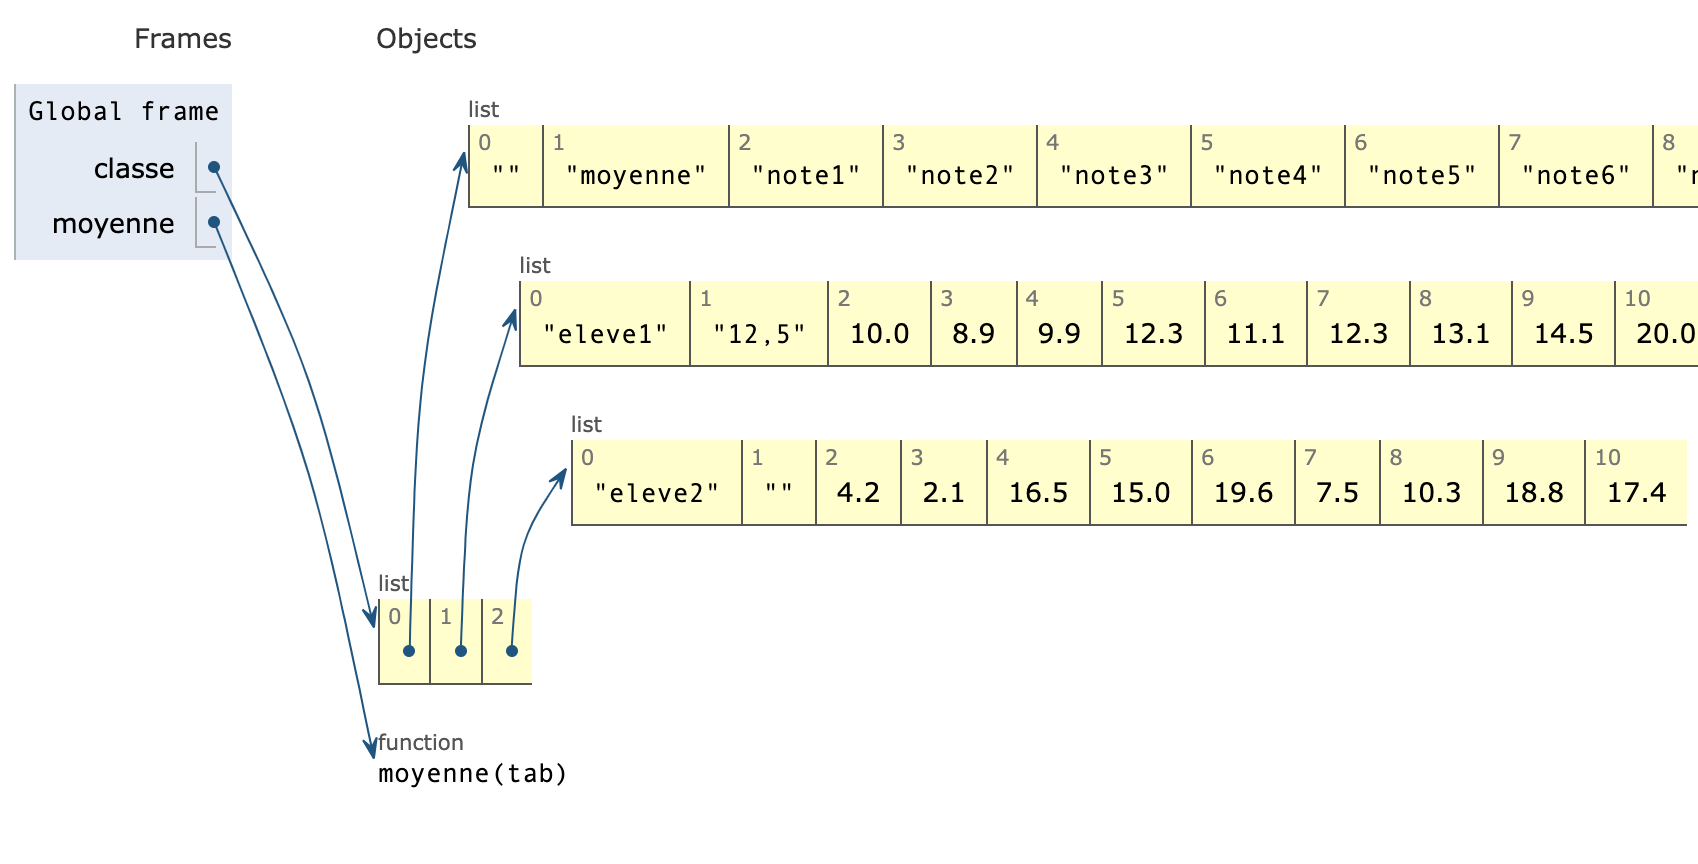 Frames Objects
Global frame
classe
moyenne
list
0 1 2 3 4 5 6 7 8
"" "moyenne" "note1" "note2" "note3" "note4" "note5" "note6"
list
0 1 2 3 4 5 6 7 8 9 10
"eleve1" "12,5" 10.0 8.9 9.9 12.3 11.1 12.3 13.1 14.5 20.0
list
0 1 2 3 4 5 6 7 8 9 10
"eleve2" "" 4.2 2.1 16.5 15.0 19.6 7.5 10.3 18.8 17.4
list
0 1 2
function
moyenne(tab)